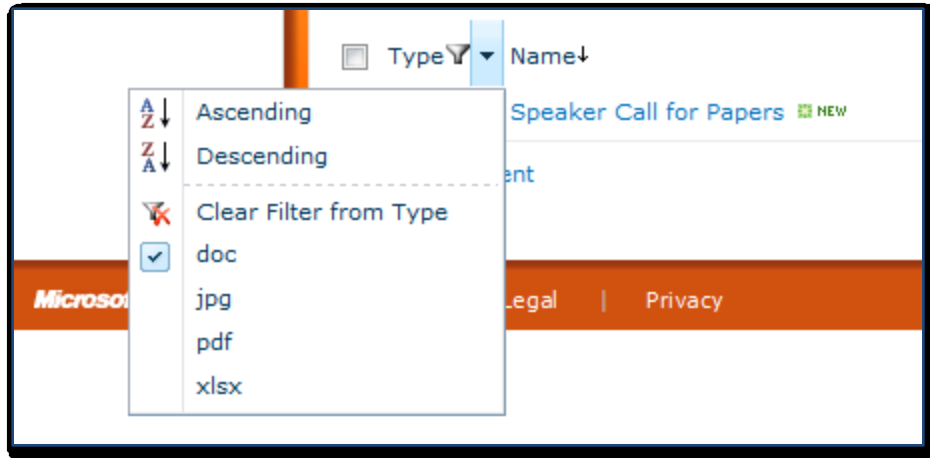 Type Name
Ascending
Speaker Call for Papers NEW
Descending
ent
Clear Filter from Type
doc
jpg
Microsof
Legal | Privacy
pdf
xlsx